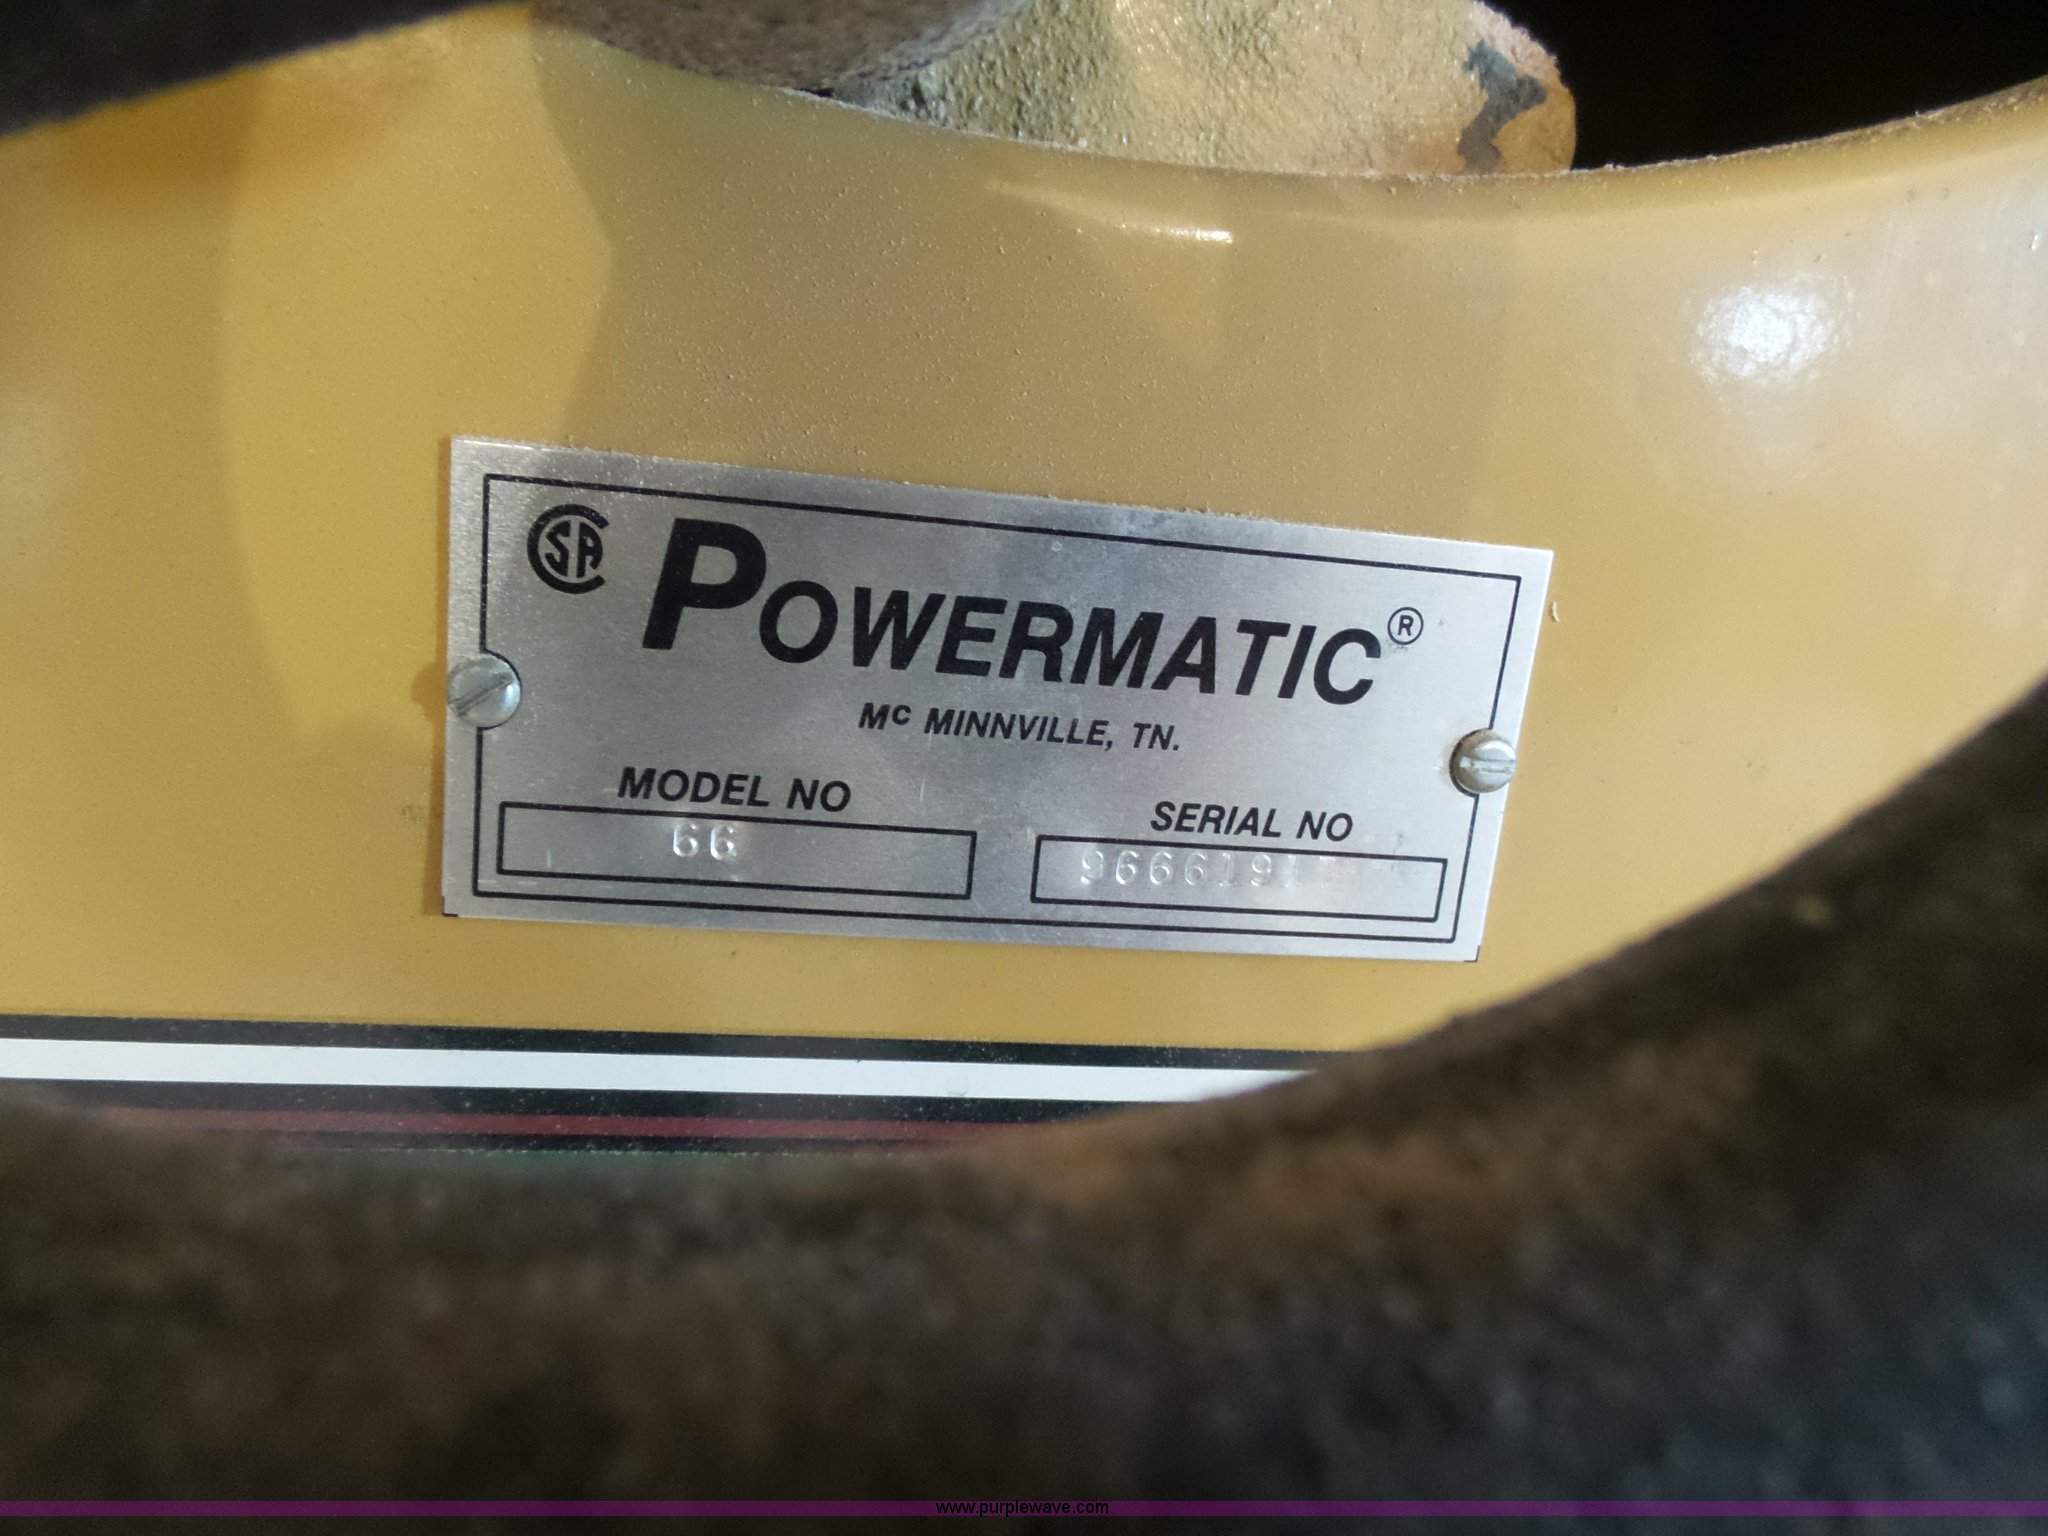 CSA POWERMATIC®
Mc MINNVILLE, TN.
MODEL NO
66
SERIAL NO
www.purplewave.com